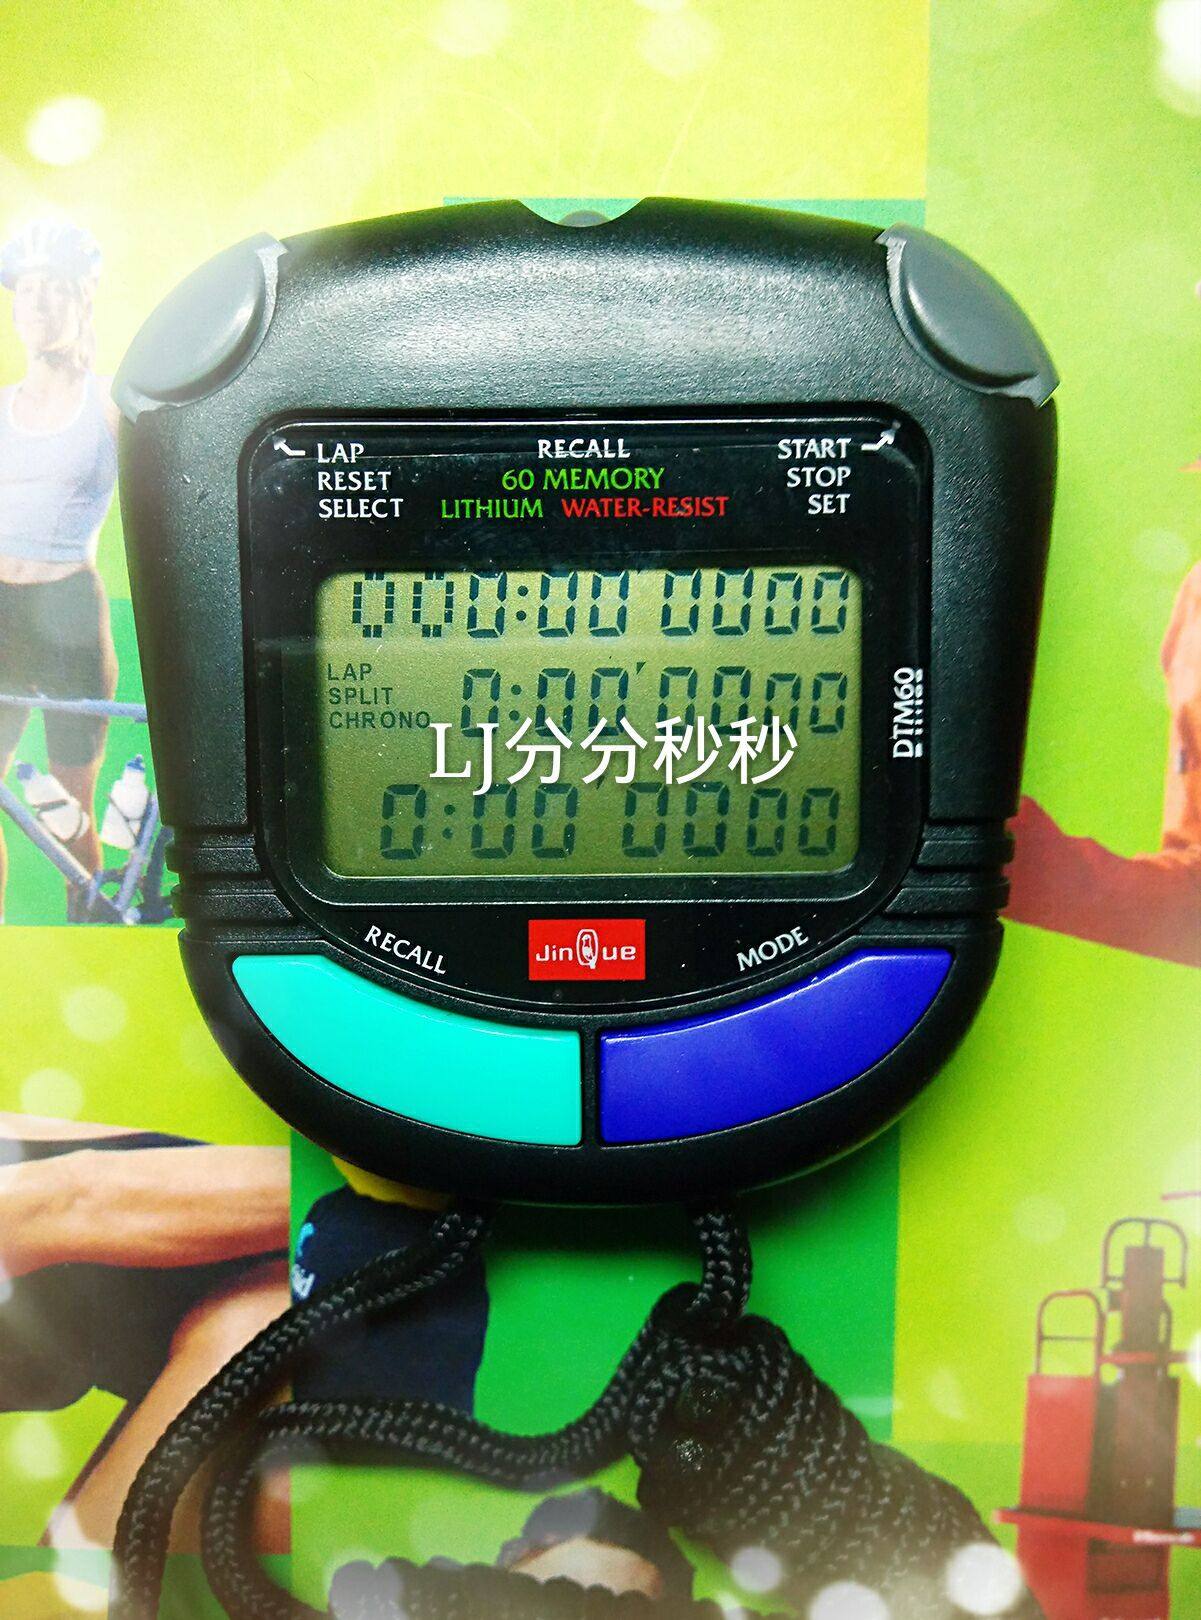 LAP
RESET
SELECT
RECALL
60 MEMORY
LITHIUM WATER-RESIST
START
STOP
SET
000:00 0000
LAP
SPLIT
CHRONO
0:00 0000
DTM60
LJ分分秒秒
0:00 0000
RECALL
JinQue
MODE